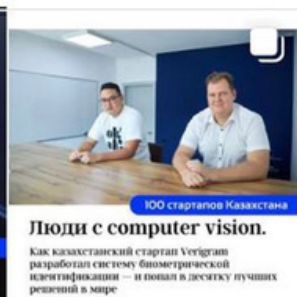 100 стартапов Казахстана
Люди с computer vision.
Как казахстанский стартап Verigram
разработал систему биометрической
идентификации — и попал в десятку лучших
решений в мире